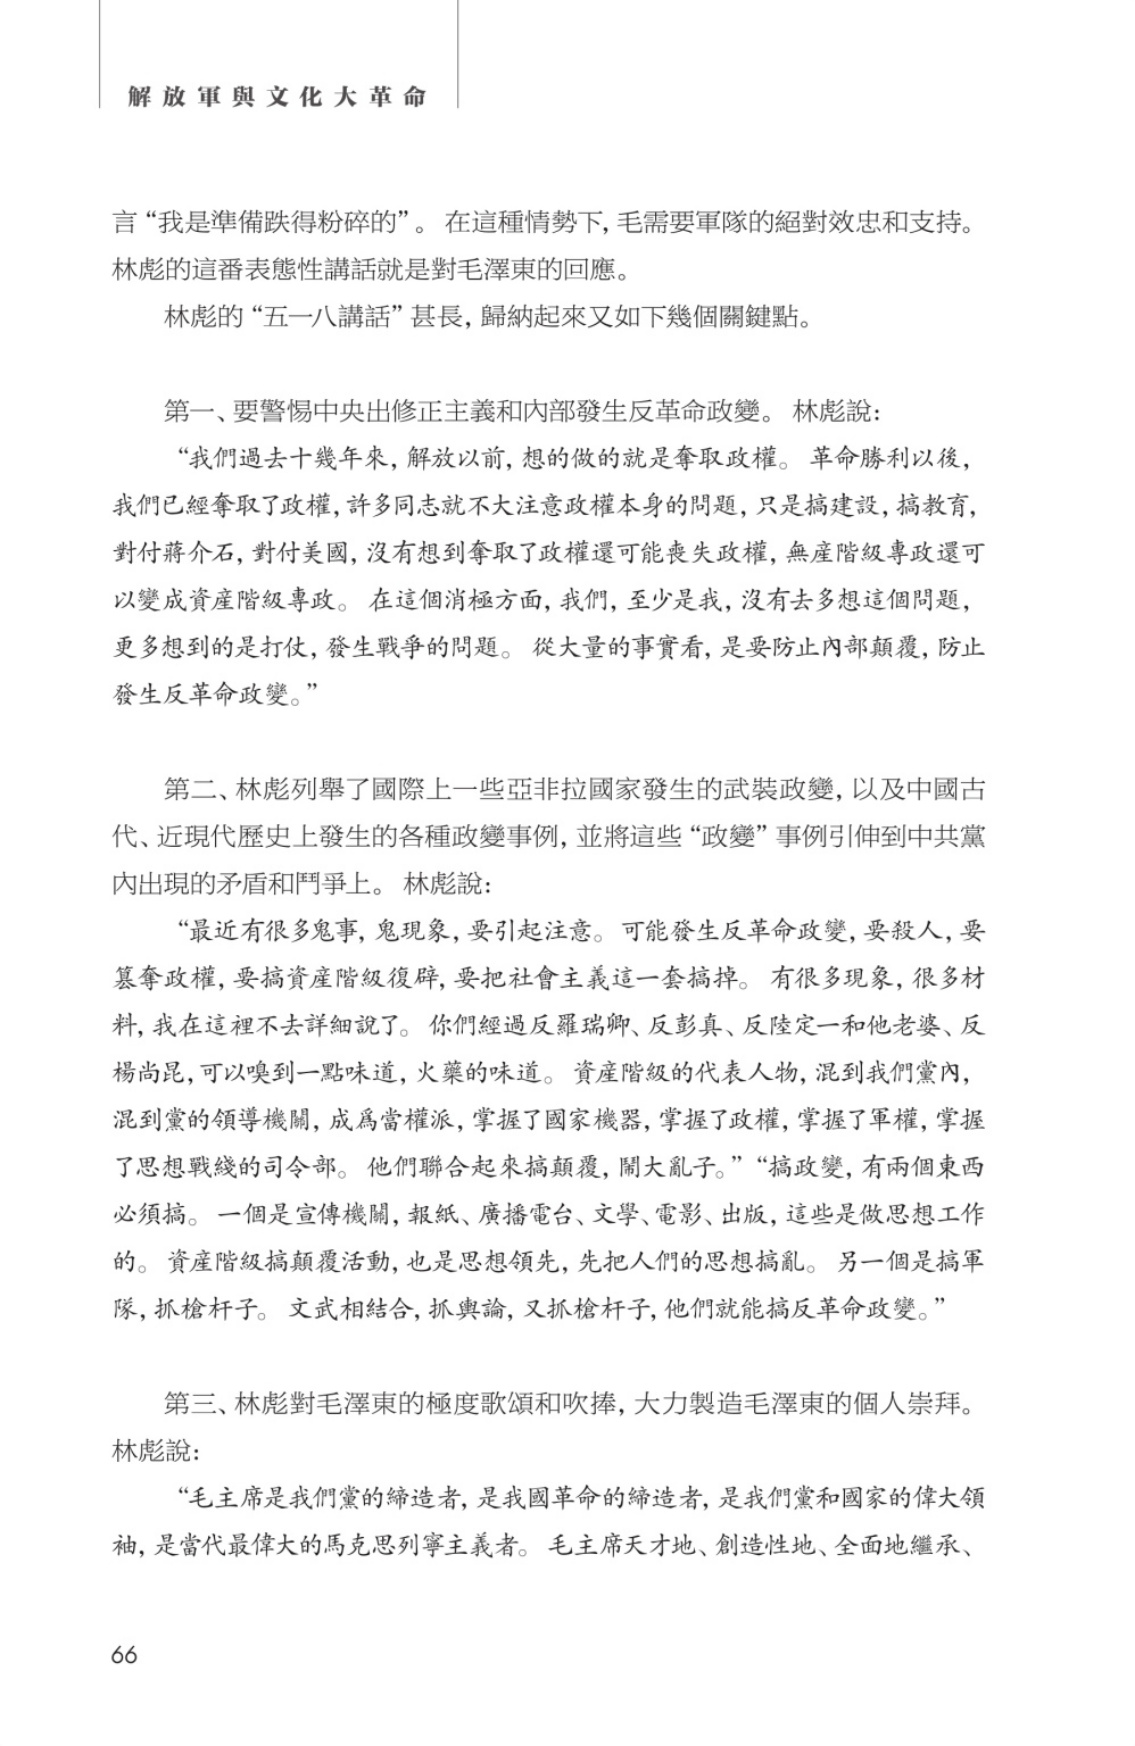 解放軍與文化大革命
言“我是準備跌得粉碎的”。在這種情勢下，毛需要軍隊的絕對效忠和支持。
林彪的這番表態性講話就是對毛澤東的回應。
林彪的“五一八講話”甚長，歸納起來又如下幾個關鍵點。
第一、要警惕中央出修正主義和內部發生反革命政變。林彪說：
“我們過去十幾年來，解放以前，想的做的就是奪取政權。革命勝利以後，
我們已經奪取了政權，許多同志就不大注意政權本身的問題，只是搞建設，搞教育，
對付蔣介石，對付美國，沒有想到奪取了政權還可能喪失政權，無産階級專政還可
以變成資産階級專政。在這個消極方面，我們，至少是我，沒有去多想這個問題，
更多想到的是打仗，發生戰爭的問題。從大量的事實看，是要防止內部顛覆，防止
發生反革命政變。”
第二、林彪列舉了國際上一些亞非拉國家發生的武裝政變，以及中國古
代、近現代歷史上發生的各種政變事例，並將這些“政變”事例引伸到中共黨
內出現的矛盾和鬥爭上。林彪說：
“最近有很多鬼事，鬼現象，要引起注意。可能發生反革命政變，要殺人，要
篡奪政權，要搞資産階級復辟，要把社會主義這一套搞掉。有很多現象，很多材
料，我在這裡不去詳細說了。你們經過反羅瑞卿、反彭真、反陸定一和他老婆、反
楊尚昆，可以嗅到一點味道，火藥的味道。資産階級的代表人物，混到我們黨內，
混到黨的領導機關，成爲當權派，掌握了國家機器，掌握了政權，掌握了軍權，掌握
了思想戰綫的司令部。他們聯合起來搞顛覆，鬧大亂子。”“搞政變，有兩個東西
必須搞。一個是宣傳機關，報紙、廣播電台、文學、電影、出版，這些是做思想工作
的。資産階級搞顛覆活動，也是思想領先，先把人們的思想搞亂。另一個是搞軍
隊，抓槍杆子。文武相結合，抓輿論，又抓槍杆子，他們就能搞反革命政變。”
第三、林彪對毛澤東的極度歌頌和吹捧，大力製造毛澤東的個人崇拜。
林彪說：
“毛主席是我們黨的締造者，是我國革命的締造者，是我們黨和國家的偉大領
袖，是當代最偉大的馬克思列寧主義者。毛主席天才地、創造性地、全面地繼承、
66